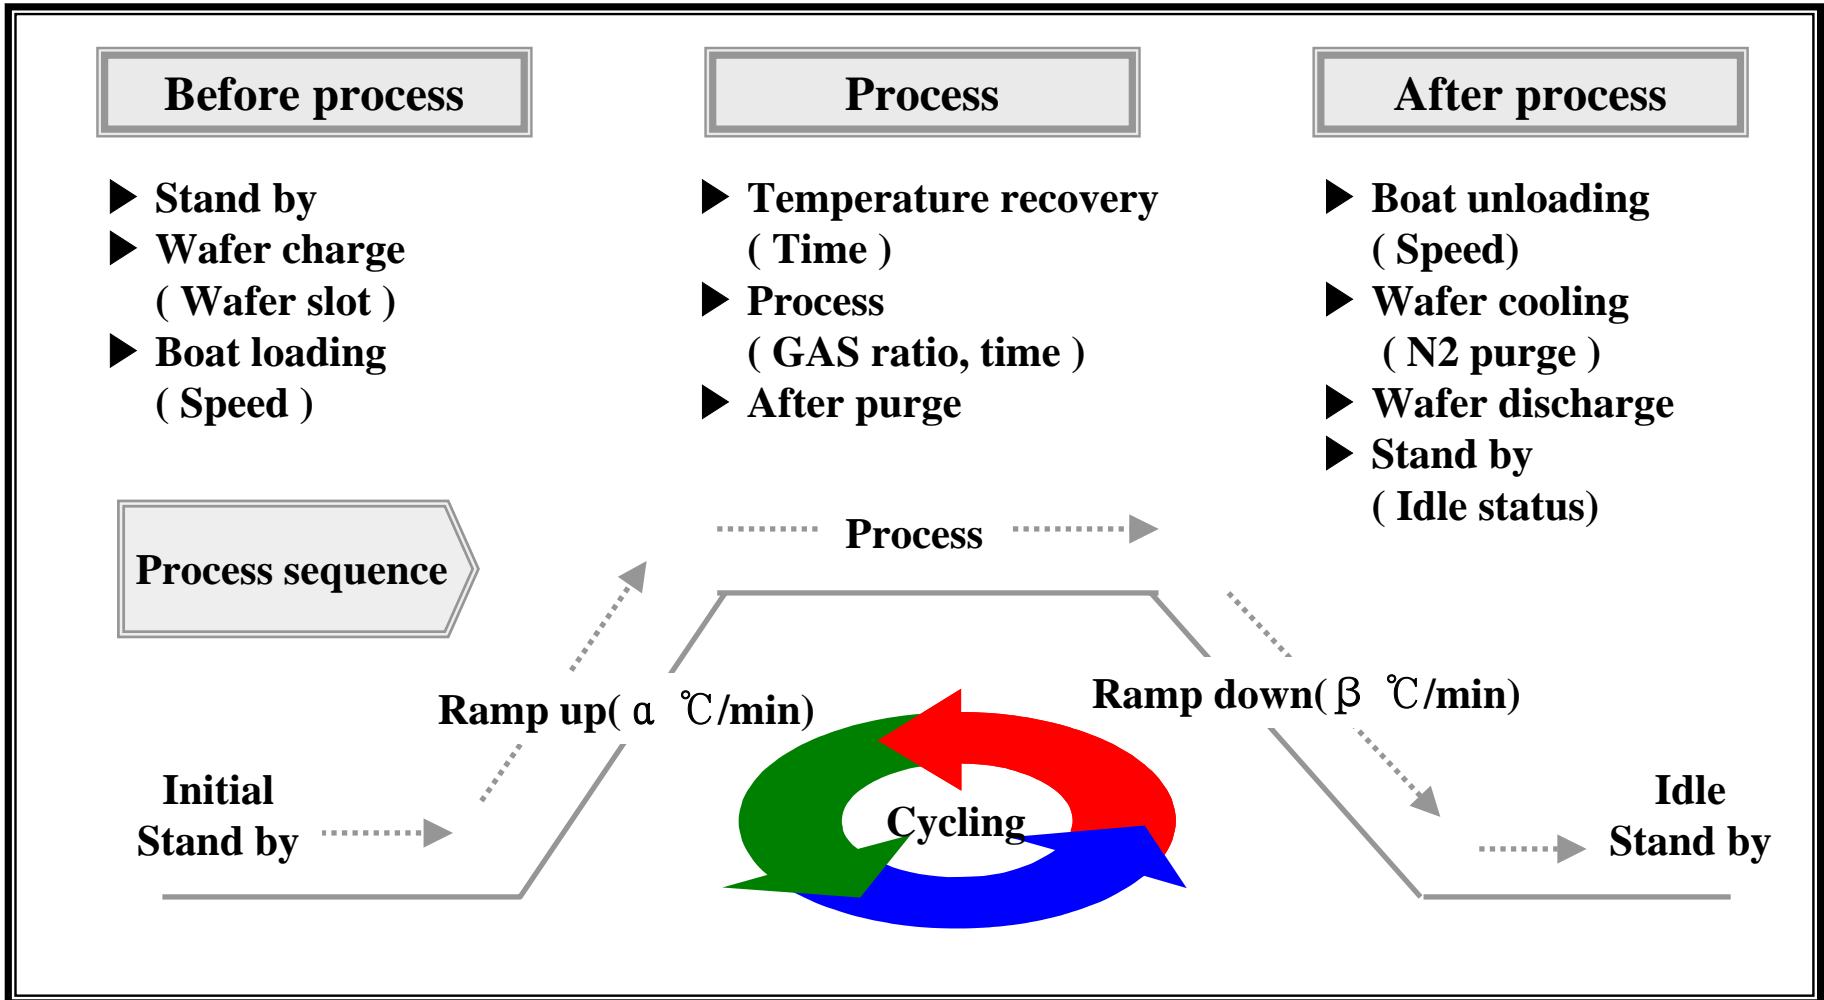 Before process
Stand by
Wafer charge
( Wafer slot )
Boat loading
( Speed )
Process
Temperature recovery
( Time )
Process
( GAS ratio, time )
After purge
After process
Boat unloading
( Speed)
Wafer cooling
( N2 purge )
Wafer discharge
Stand by
( Idle status)
Process sequence
Initial
Stand by
Ramp up( α ℃/min)
Process
Ramp down( β ℃/min)
Idle
Stand by
Cycling